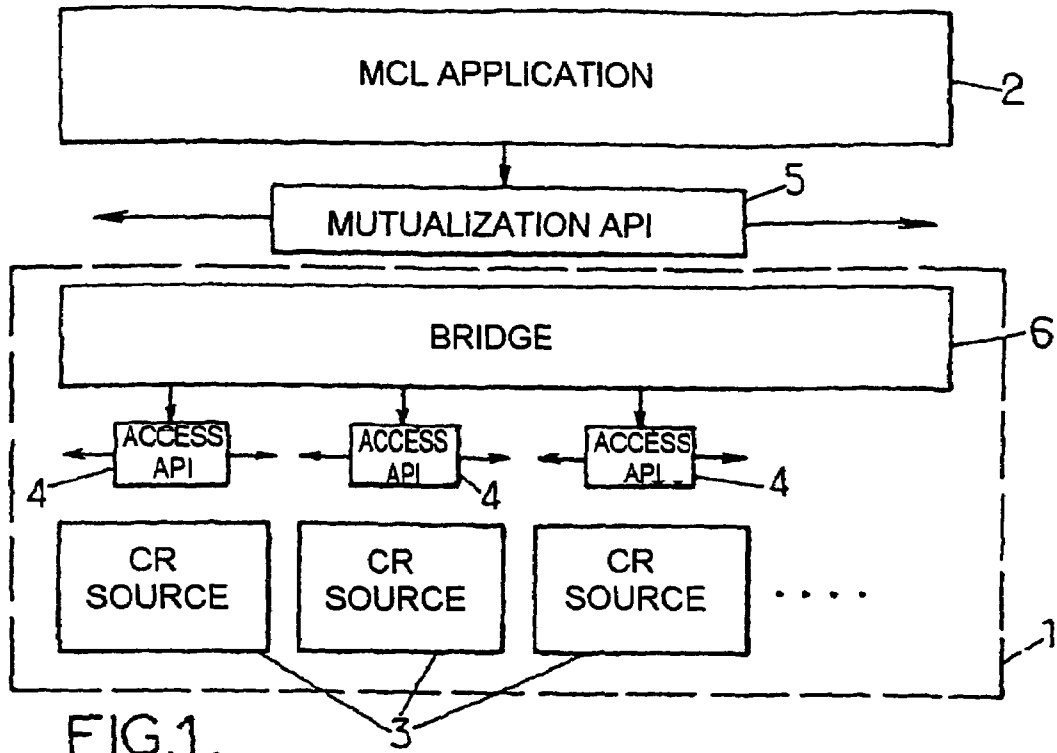 MCL APPLICATION
2
5
MUTUALIZATION API
BRIDGE
6
ACCESS
API
ACCESS
API
ACCESS
API
4
4
4
CR
SOURCE
CR
SOURCE
CR
SOURCE
.....
1
3
FIG.1.